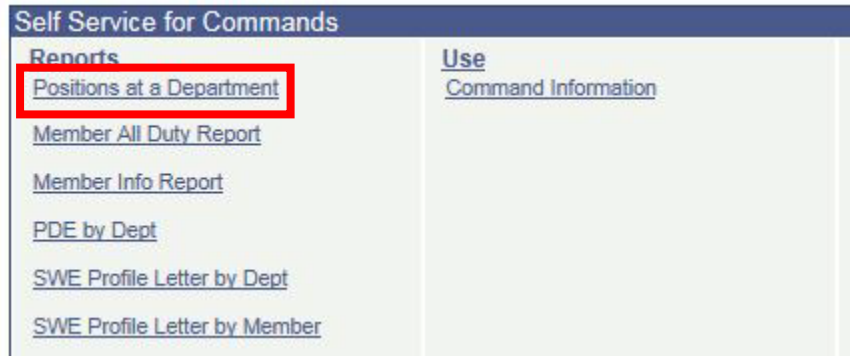 Self Service for Commands
Reports
Positions at a Department
Member All Duty Report
Member Info Report
PDE by Dept
SWE Profile Letter by Dept
SWE Profile Letter by Member
Use
Command Information